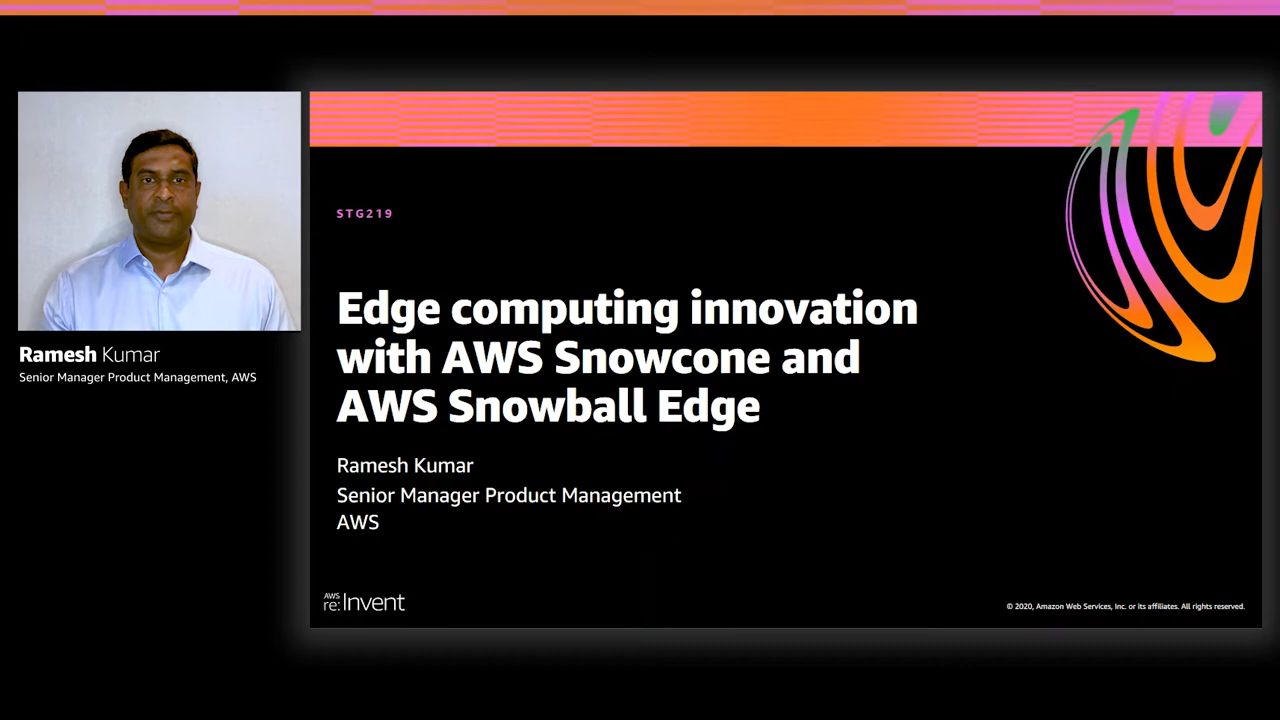 Ramesh Kumar
Senior Manager Product Management, AWS
STG219
Edge computing innovation
with AWS Snowcone and
AWS Snowball Edge
Ramesh Kumar
Senior Manager Product Management
AWS
AWS
re:Invent
© 2020, Amazon Web Services, Inc. or its affiliates. All rights reserved.